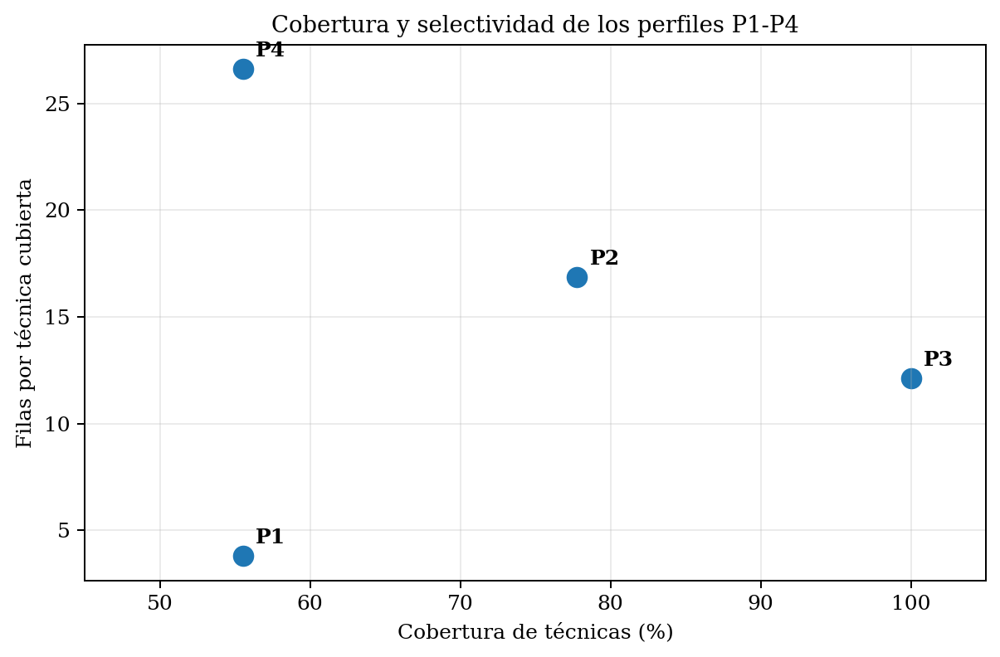 Cobertura y selectividad de los perfiles P1-P4
P4
25
20
P2
15
P3
10
5
P1
Filas por técnica cubierta
50 60 70 80 90 100
Cobertura de técnicas (%)